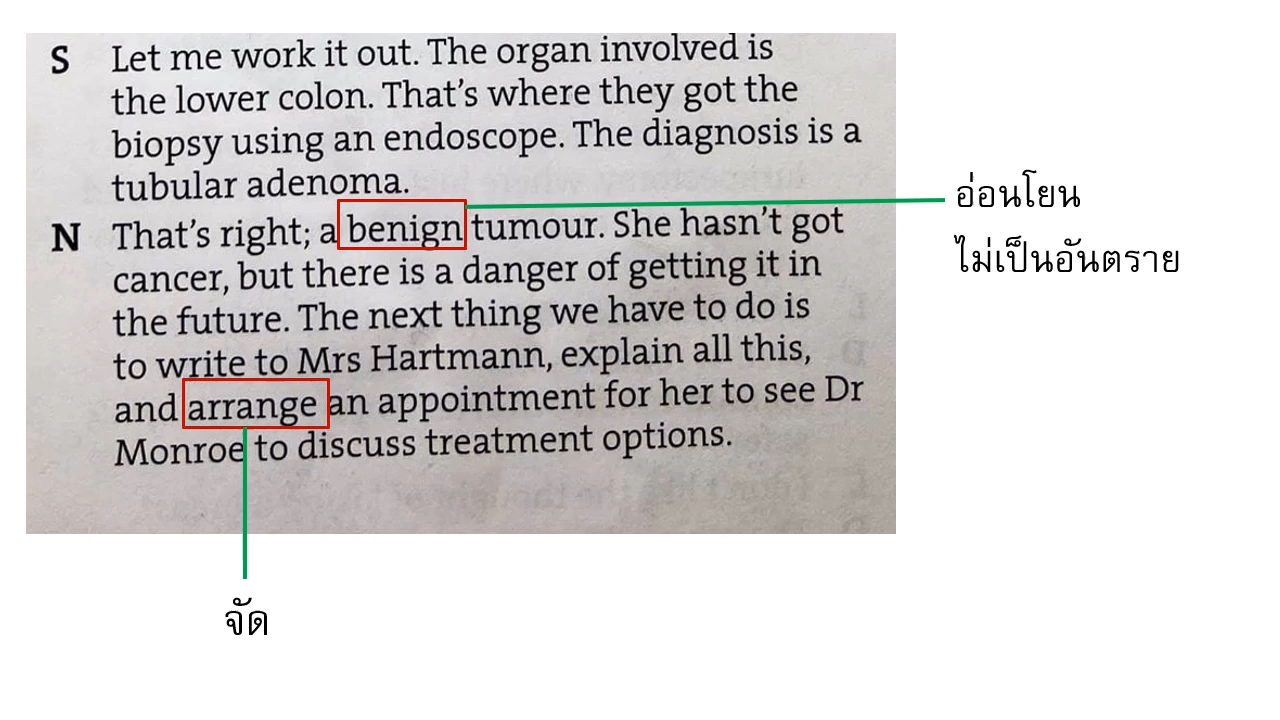 S Let me work it out. The organ involved is
the lower colon. That's where they got the
biopsy using an endoscope. The diagnosis is a
tubular adenoma.
N That's right; a benign tumour. She hasn't got
cancer, but there is a danger of getting it in
the future. The next thing we have to do is
to write to Mrs Hartmann, explain all this,
and arrange an appointment for her to see Dr
Monroe to discuss treatment options.
อ่อนโยน
ไม่เป็นอันตราย
จัด